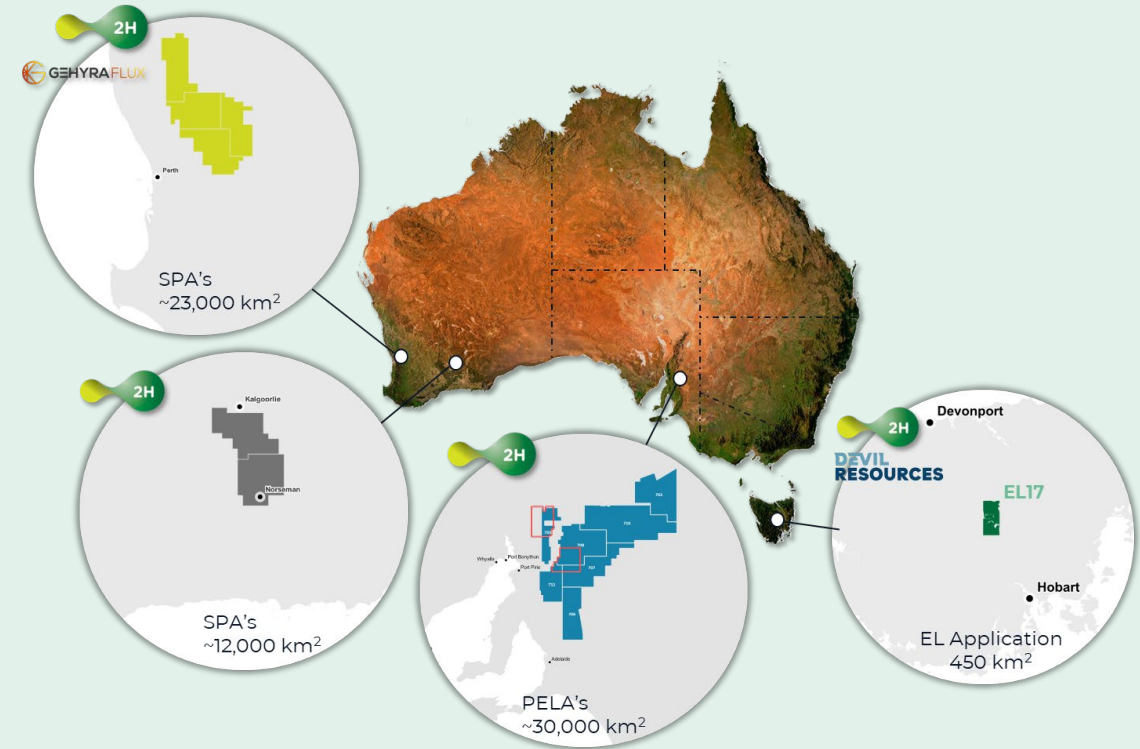 2H
GEHYRAFLUX
Perth
SPA's
~23,000 km²
2H
Kalgoorlie
Norseman
SPA's
~12,000 km²
2H
Whyalla
Port Bonython
Port Pirie
Adelaide
PELA's
~30,000 km²
2H
DEVIL
RESOURCES
Devonport
EL17
Hobart
EL Application
450 km²